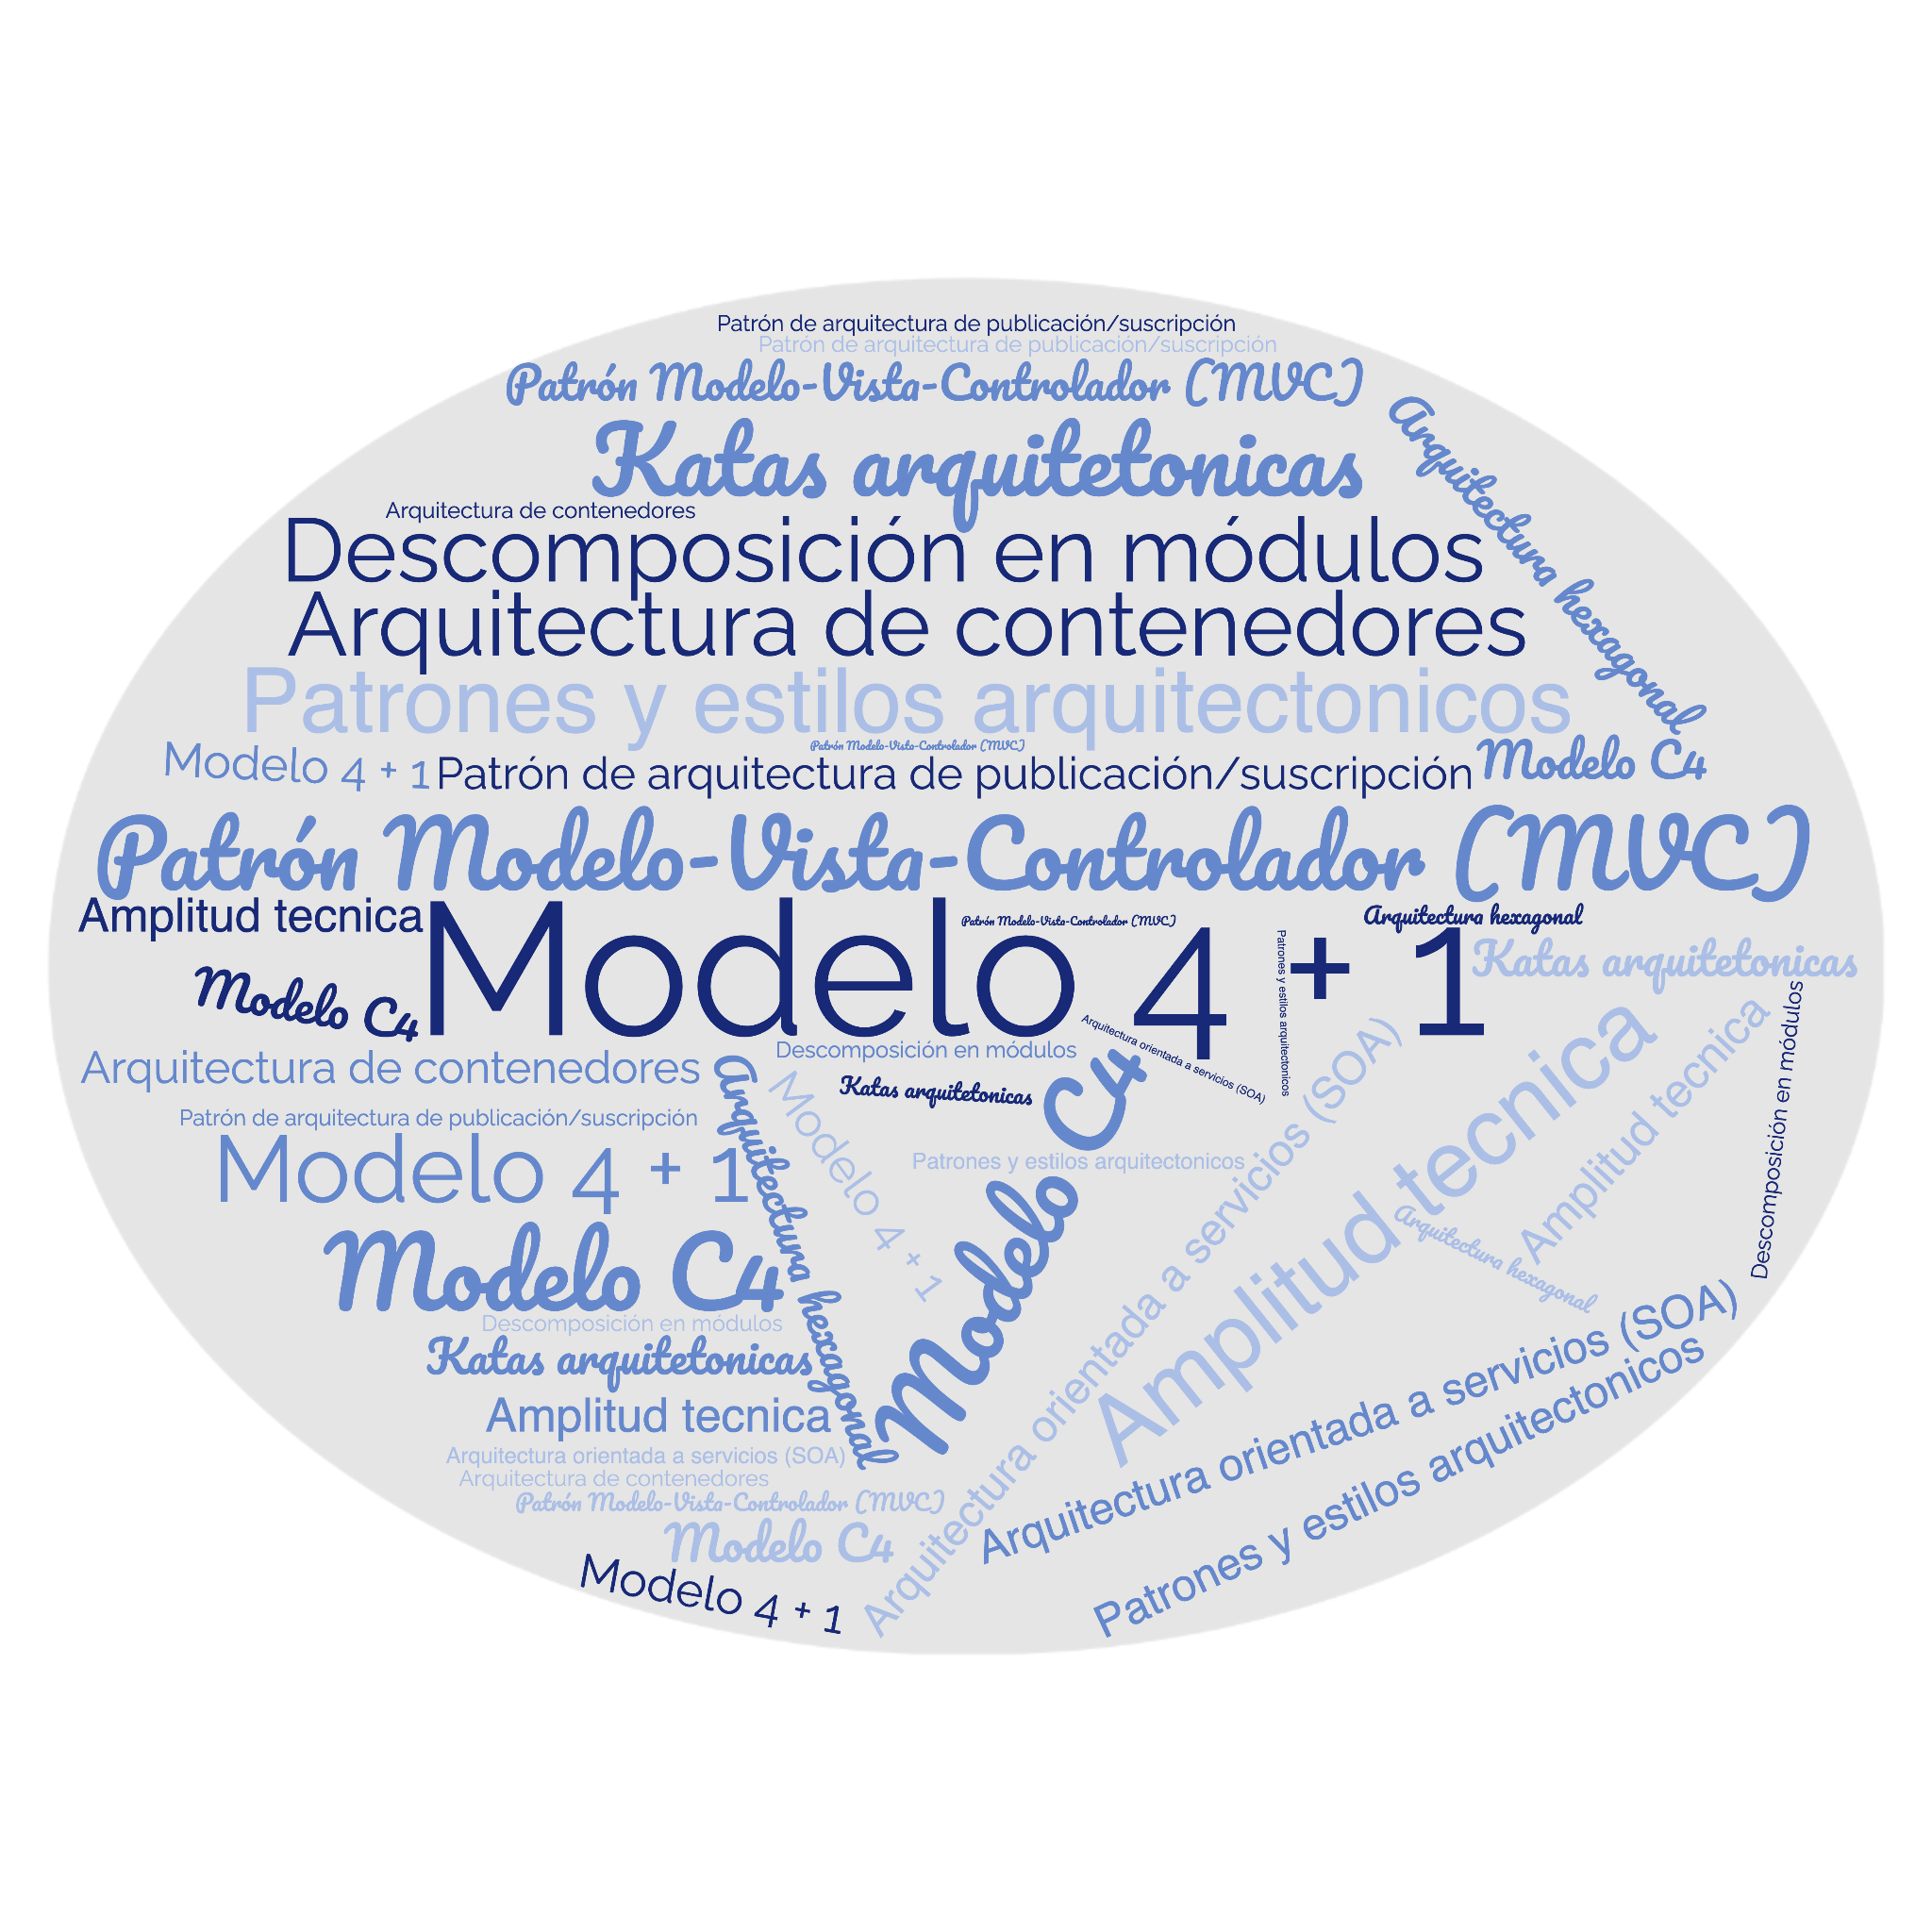 Patrón de arquitectura de publicación/suscripción
Patrón de arquitectura de publicación/suscripción
Patrón Modelo-Vista-Controlador (MVC)
Arquitectura hexagonal
Katas arquitetonicas
Arquitectura de contenedores
Descomposición en módulos
Arquitectura de contenedores
Patrones y estilos arquitectonicos
Patrón Modelo-Vista-Controlador (MVC)
Modelo 4 + 1
Patrón de arquitectura de publicación/suscripción
Modelo C4
Patrón Modelo-Vista-Controlador (MVC)
Amplitud tecnica
Patrón Modelo-Vista-Controlador (MVC)
Arquitectura hexagonal
Modelo C4
Modelo 4 + 1
Patrones y estilos arquitectonicos
Katas arquitetonicas
Arquitectura de contenedores
Descomposición en módulos
Arquitectura orientada a servicios (SOA)
Katas arquitetonicas
Patrón de arquitectura de publicación/suscripción
Modelo 4 + 1
Arquitectura hexagonal
Modelo 4 + 1
Patrones y estilos arquitectonicos
Modelo C4
Modelo C4
Arquitectura orientada a servicios (SOA)
Amplitud tecnica
Amplitud tecnica
Arquitectura hexagonal
Descomposición en módulos
Descomposición en módulos
Katas arquitetonicas
Amplitud tecnica
Arquitectura orientada a servicios (SOA)
Arquitectura de contenedores
Patrón Modelo-Vista-Controlador (MVC)
Modelo C4
Modelo 4 + 1
Arquitectura orientada a servicios (SOA)
Patrones y estilos arquitectonicos